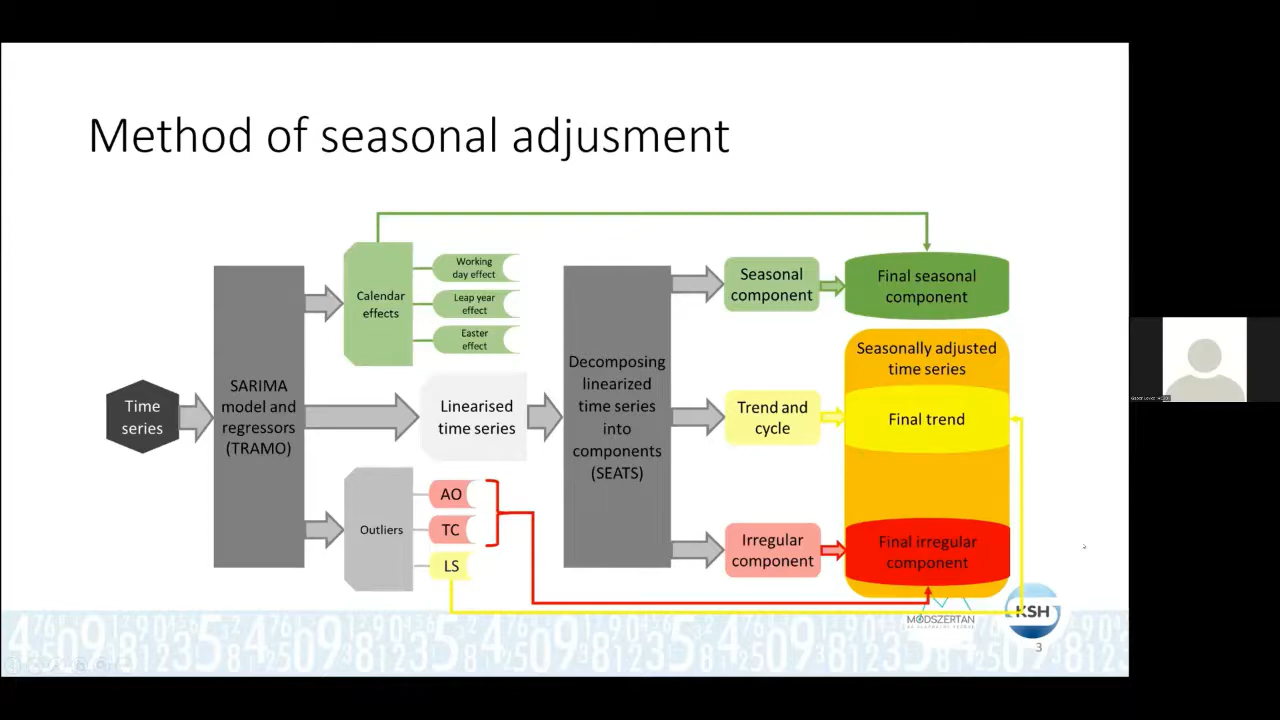 Method of seasonal adjusment
Time
series
SARIMA
model and
regressors
(TRAMO)
Calendar
effects
Working
day effect
Leap year
effect
Easter
effect
Linearised
time series
Outliers
AO
TC
LS
Decomposing
linearized
time series
into
components
(SEATS)
Seasonal
component
Trend and
cycle
Irregular
component
Final seasonal
component
Seasonally adjusted
time series
Final trend
Final irregular
component
MÓDSZERTAN
KSH
3